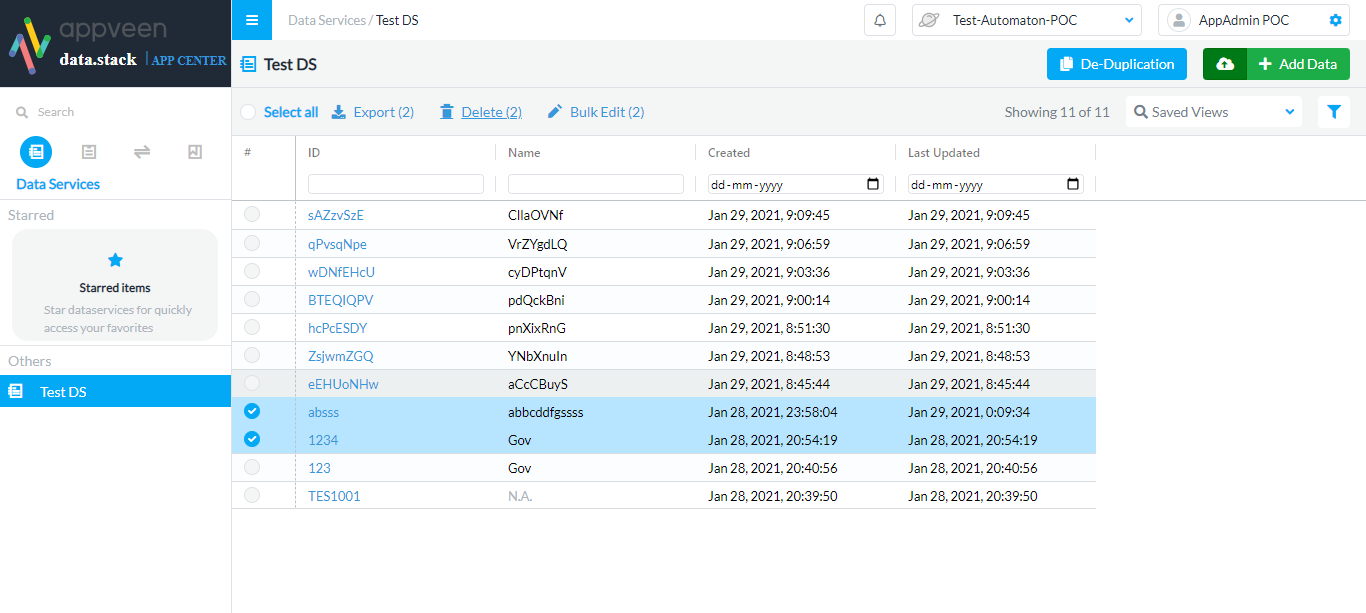 appveen
data.stack | APP CENTER
Data Services / Test DS
Test-Automaton-POC
AppAdmin POC
Test DS
De-Duplication
Add Data
Search
Select all
Export (2)
Delete (2)
Bulk Edit (2)
Showing 11 of 11
Saved Views
Data Services
Starred
Starred items
Star dataservices for quickly
access your favorites
Others
Test DS
# ID Name Created Last Updated
dd-mm-yyyy dd-mm-yyyy
sAZzvSzE CIlaOVNf Jan 29, 2021, 9:09:45 Jan 29, 2021, 9:09:45
qPvsqNpe VrZYgdLQ Jan 29, 2021, 9:06:59 Jan 29, 2021, 9:06:59
wDNfEHcU cyDPtqnV Jan 29, 2021, 9:03:36 Jan 29, 2021, 9:03:36
BTEQIQPV pdQckBni Jan 29, 2021, 9:00:14 Jan 29, 2021, 9:00:14
hcPcESDY pnXixRnG Jan 29, 2021, 8:51:30 Jan 29, 2021, 8:51:30
ZsjwmZGQ YNbXnuIn Jan 29, 2021, 8:48:53 Jan 29, 2021, 8:48:53
eEHUoNHw aCcCBuyS Jan 29, 2021, 8:45:44 Jan 29, 2021, 8:45:44
absss abbcddfgssss Jan 28, 2021, 23:58:04 Jan 29, 2021, 0:09:34
1234 Gov Jan 28, 2021, 20:54:19 Jan 28, 2021, 20:54:19
123 Gov Jan 28, 2021, 20:40:56 Jan 28, 2021, 20:40:56
TES1001 N.A. Jan 28, 2021, 20:39:50 Jan 28, 2021, 20:39:50